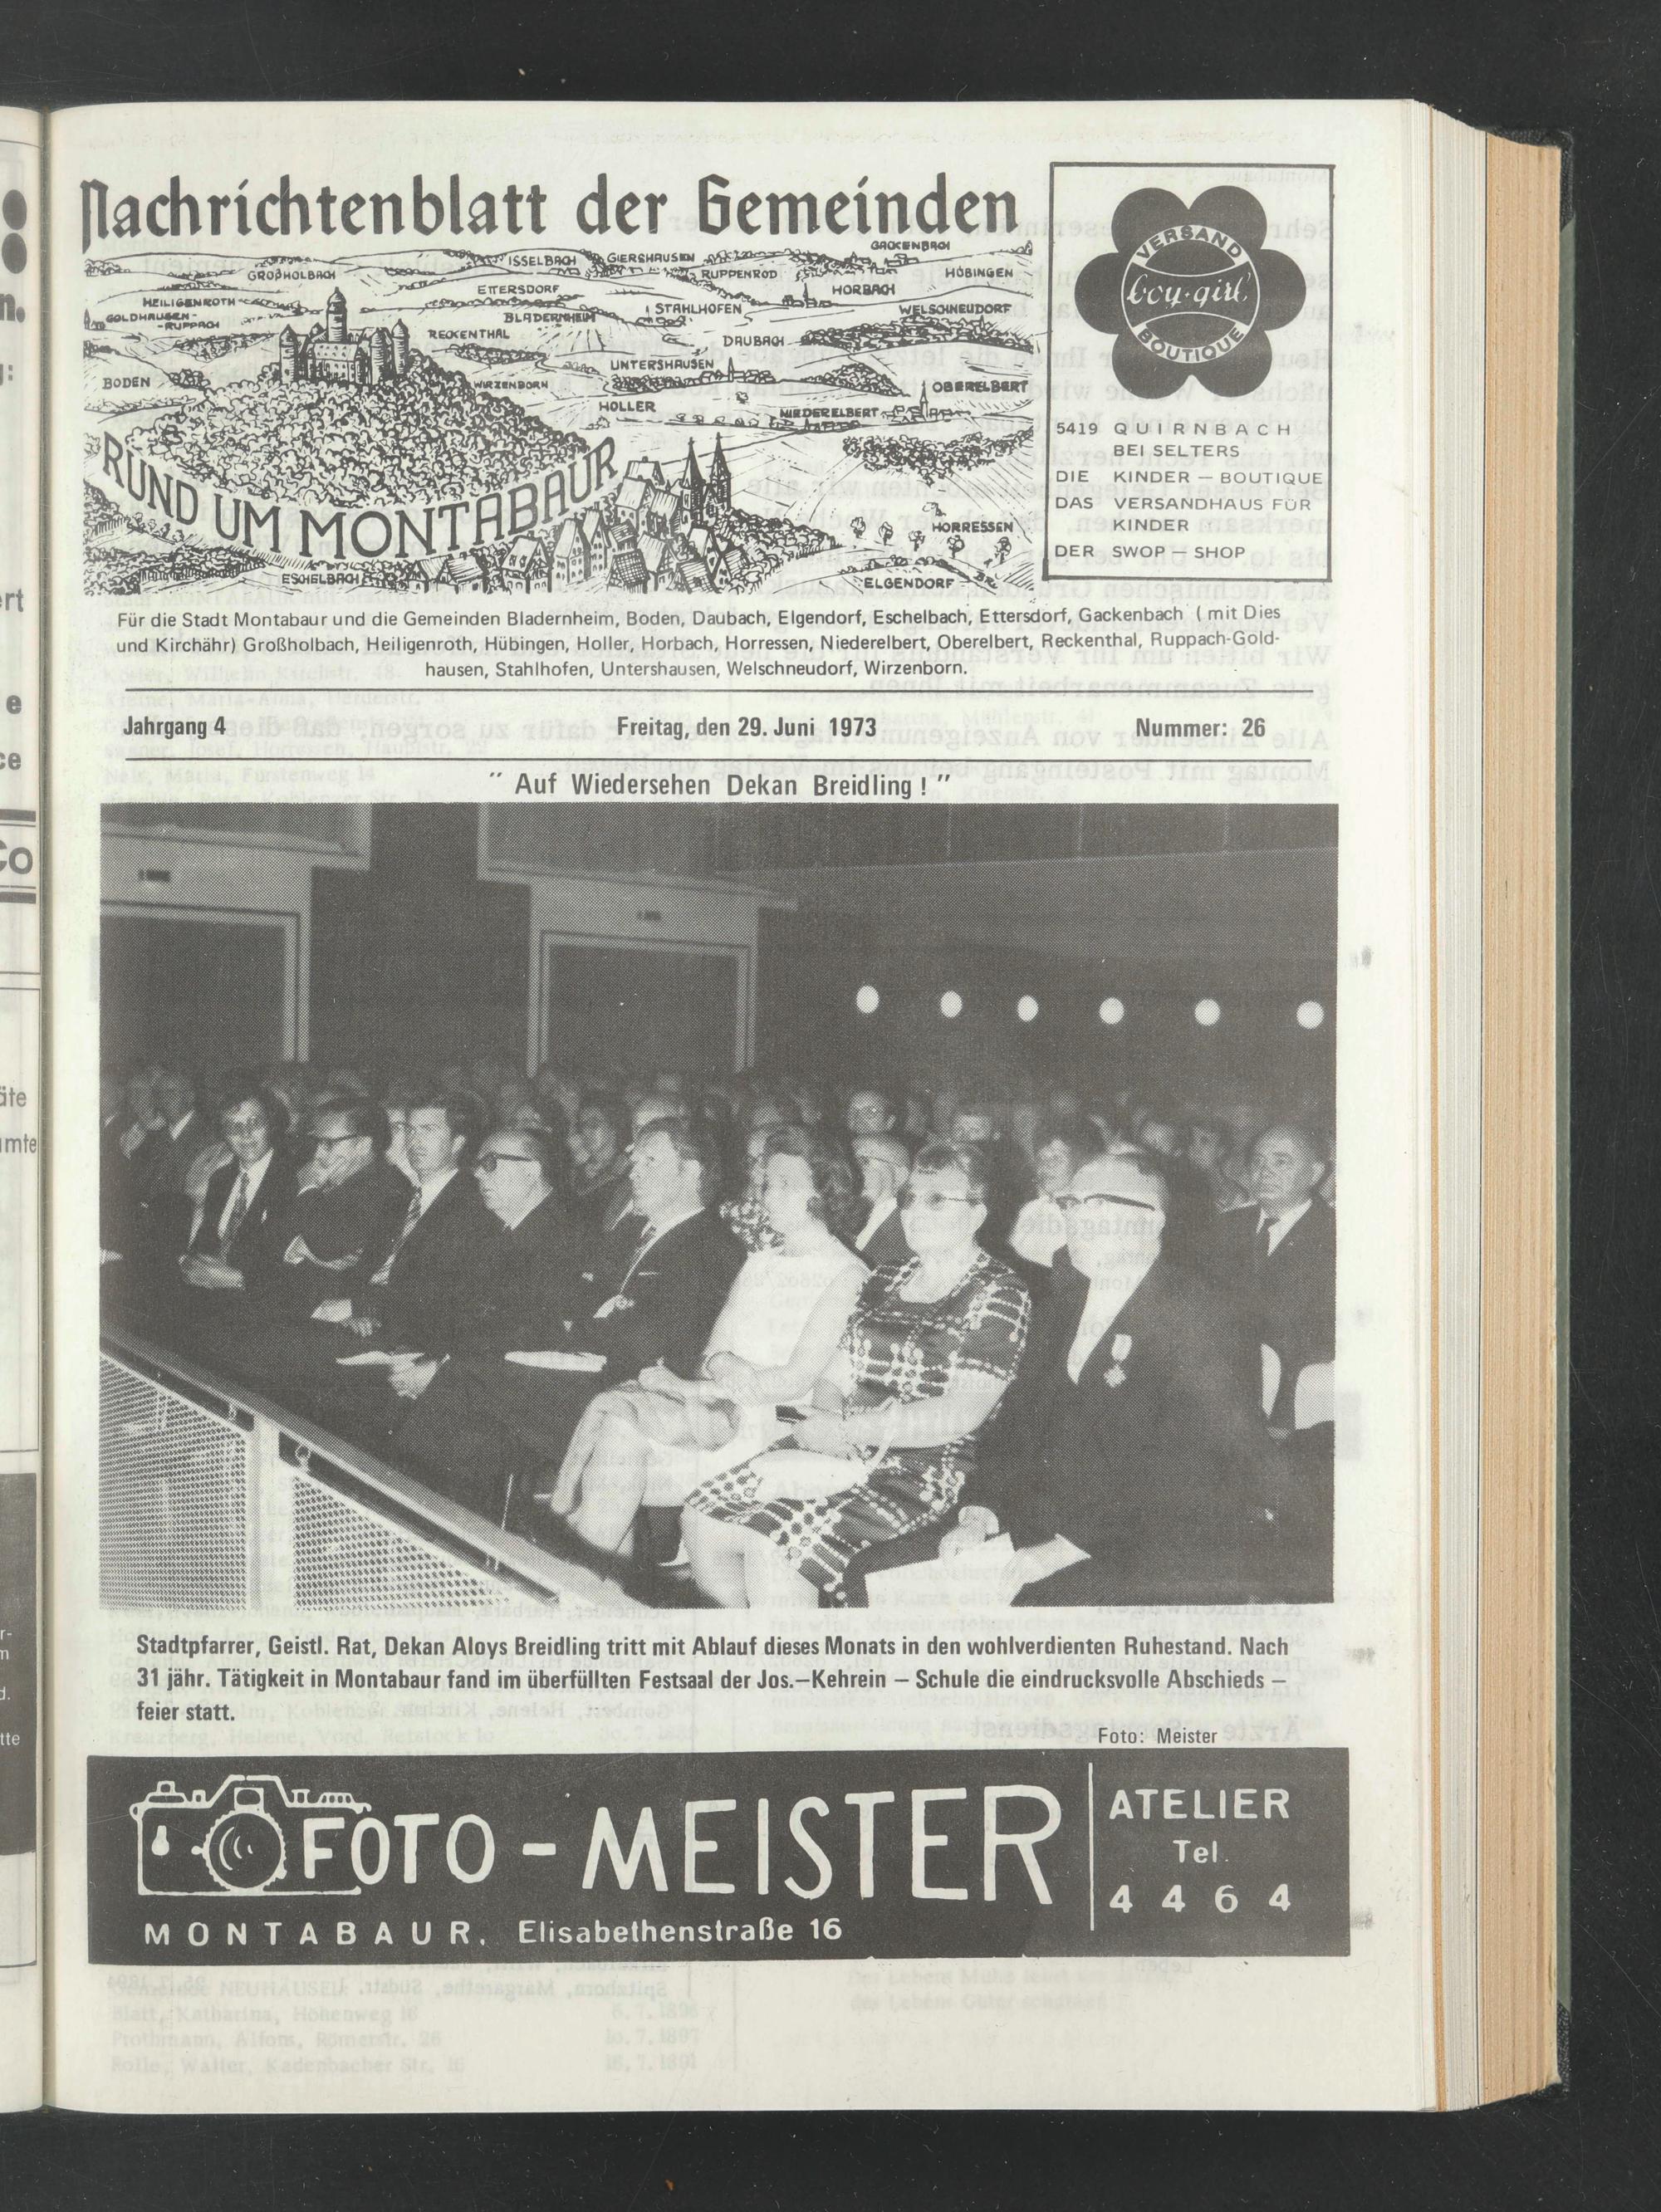 Nachrichtenblatt der Gemeinden
GACKENBACH
ISSELBACH
GIERSHAUSEN
GROßHOLBACH
RUPPENROD
HÜBINGEN
ETTERSDORF
HORBACH
HEILIGENROTH
STAHLHOFEN
WELSCHNEUDORF
GOLDHAUSEN-
-RUPPACH
BLADERNHEIM
RECKENTHAL
DAUBACH
UNTERSHAUSEN
BODEN
WIRZENBORN
OBERELBERT
HOLLER
NIEDERELBERT
RUND UM MONTABAUR
HORRESSEN
ESCHELBACH
ELGENDORF
VERSAND
boy-girl
BOUTIQUE
5419 QUIRNBACH
BEI SELTERS
DIE KINDER – BOUTIQUE
DAS VERSANDHAUS FÜR
KINDER
DER SWOP – SHOP
Für die Stadt Montabaur und die Gemeinden Bladernheim, Boden, Daubach, Elgendorf, Eschelbach, Ettersdorf, Gackenbach ( mit Dies
und Kirchähr) Großholbach, Heiligenroth, Hübingen, Holler, Horbach, Horressen, Niederelbert, Oberelbert, Reckenthal, Ruppach-Gold-
hausen, Stahlhofen, Untershausen, Welschneudorf, Wirzenborn.
Jahrgang 4 Freitag, den 29. Juni 1973 Nummer: 26
" Auf Wiedersehen Dekan Breidling ! "
Stadtpfarrer, Geistl. Rat, Dekan Aloys Breidling tritt mit Ablauf dieses Monats in den wohlverdienten Ruhestand. Nach
31 jähr. Tätigkeit in Montabaur fand im überfüllten Festsaal der Jos.–Kehrein – Schule die eindrucksvolle Abschieds –
feier statt.
Foto: Meister
FOTO - MEISTER
MONTABAUR, Elisabethenstraße 16
ATELIER
Tel.
4 4 6 4